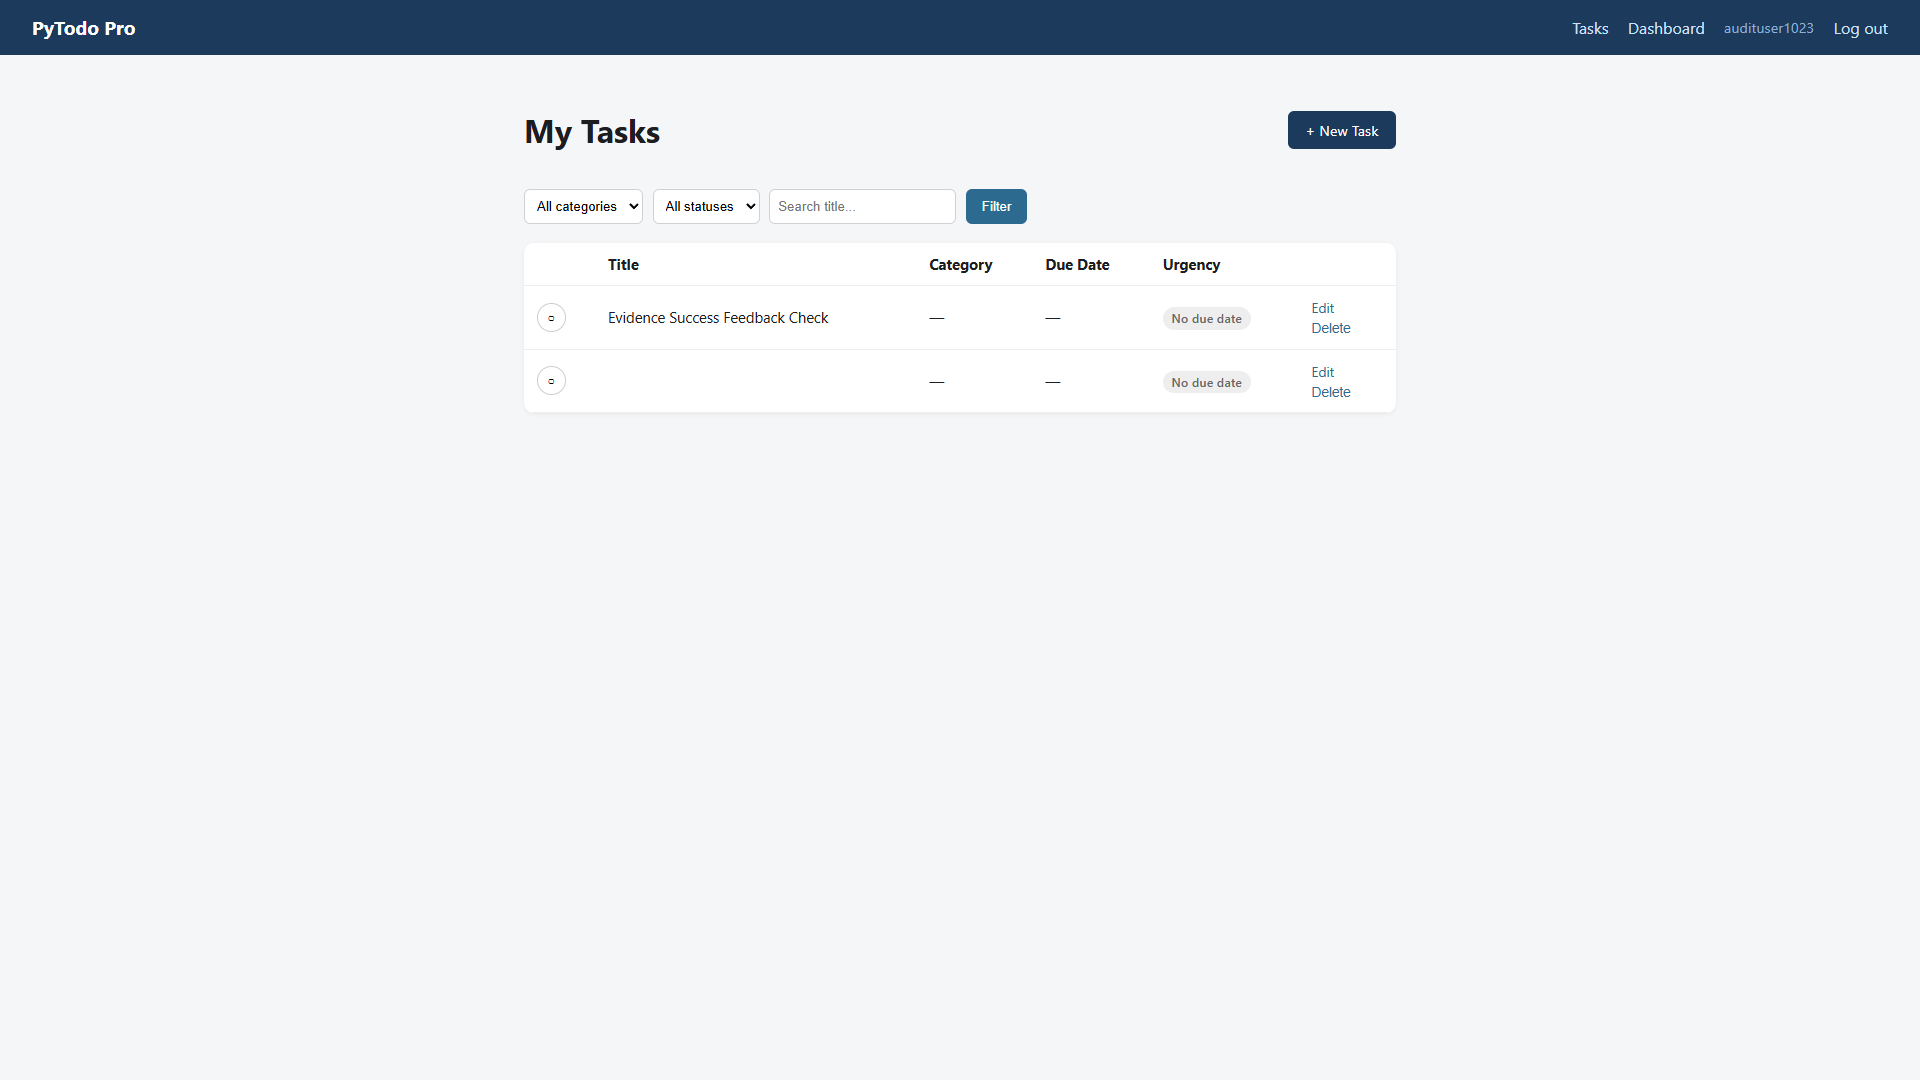 PyTodo Pro
Tasks Dashboard audituser1023 Log out
My Tasks
+ New Task
All categories All statuses Search title... Filter
Title Category Due Date Urgency
Evidence Success Feedback Check — — No due date
Edit
Delete
— — No due date
Edit
Delete